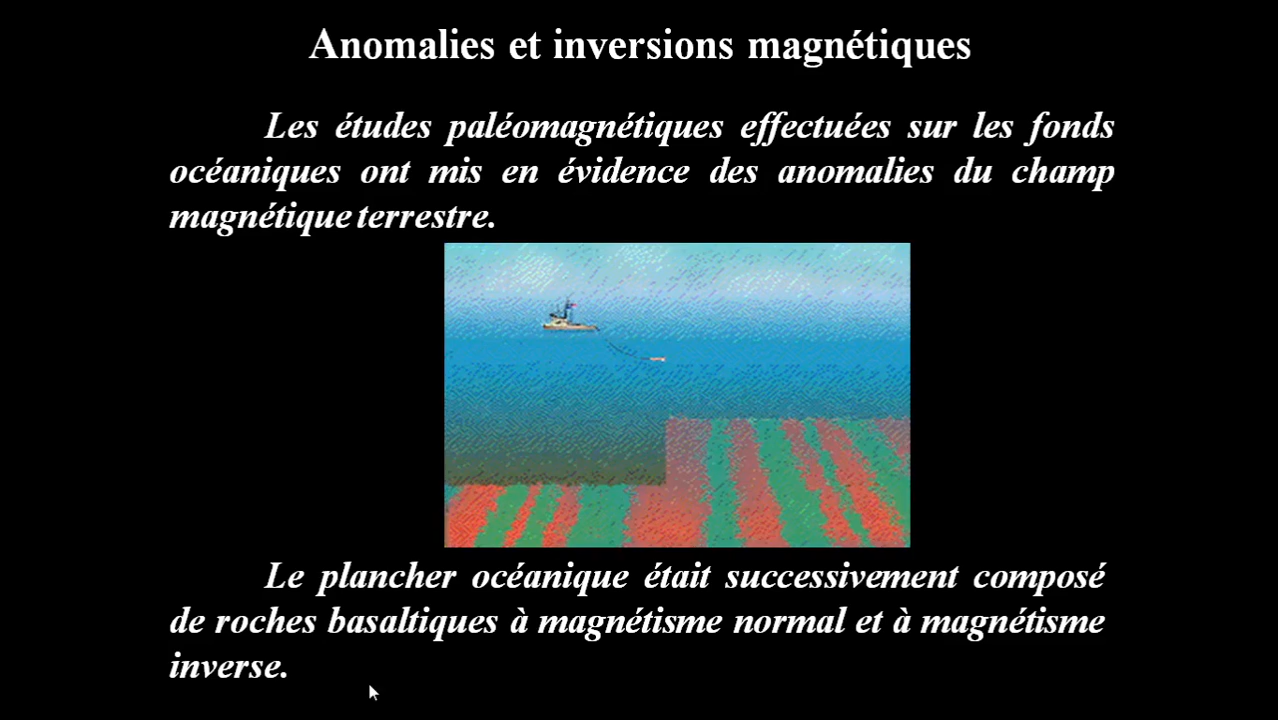 Anomalies et inversions magnétiques
Les études paléomagnétiques effectuées sur les fonds
océaniques ont mis en évidence des anomalies du champ
magnétique terrestre.
Le plancher océanique était successivement composé
de roches basaltiques à magnétisme normal et à magnétisme
inverse.